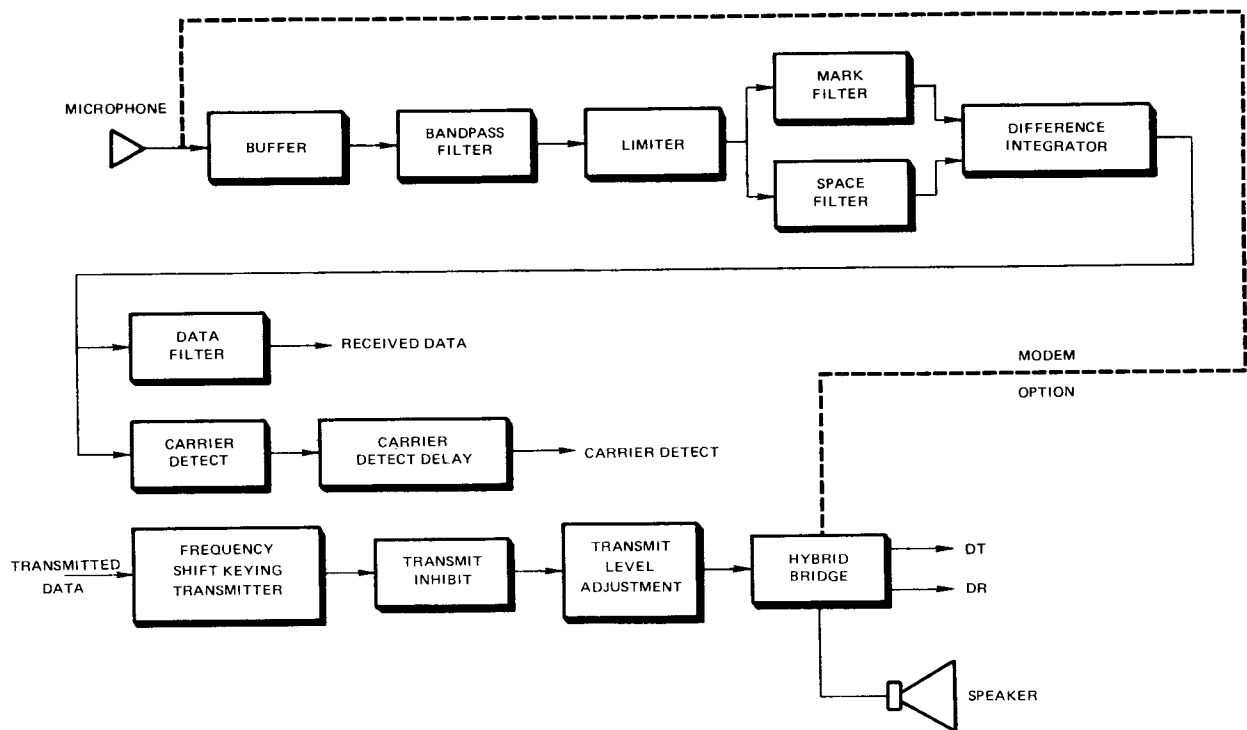 MICROPHONE
BUFFER
BANDPASS
FILTER
LIMITER
MARK
FILTER
SPACE
FILTER
DIFFERENCE
INTEGRATOR
DATA
FILTER
RECEIVED DATA
MODEM
OPTION
CARRIER
DETECT
CARRIER
DETECT DELAY
CARRIER DETECT
TRANSMITTED
DATA
FREQUENCY
SHIFT KEYING
TRANSMITTER
TRANSMIT
INHIBIT
TRANSMIT
LEVEL
ADJUSTMENT
HYBRID
BRIDGE
DT
DR
SPEAKER